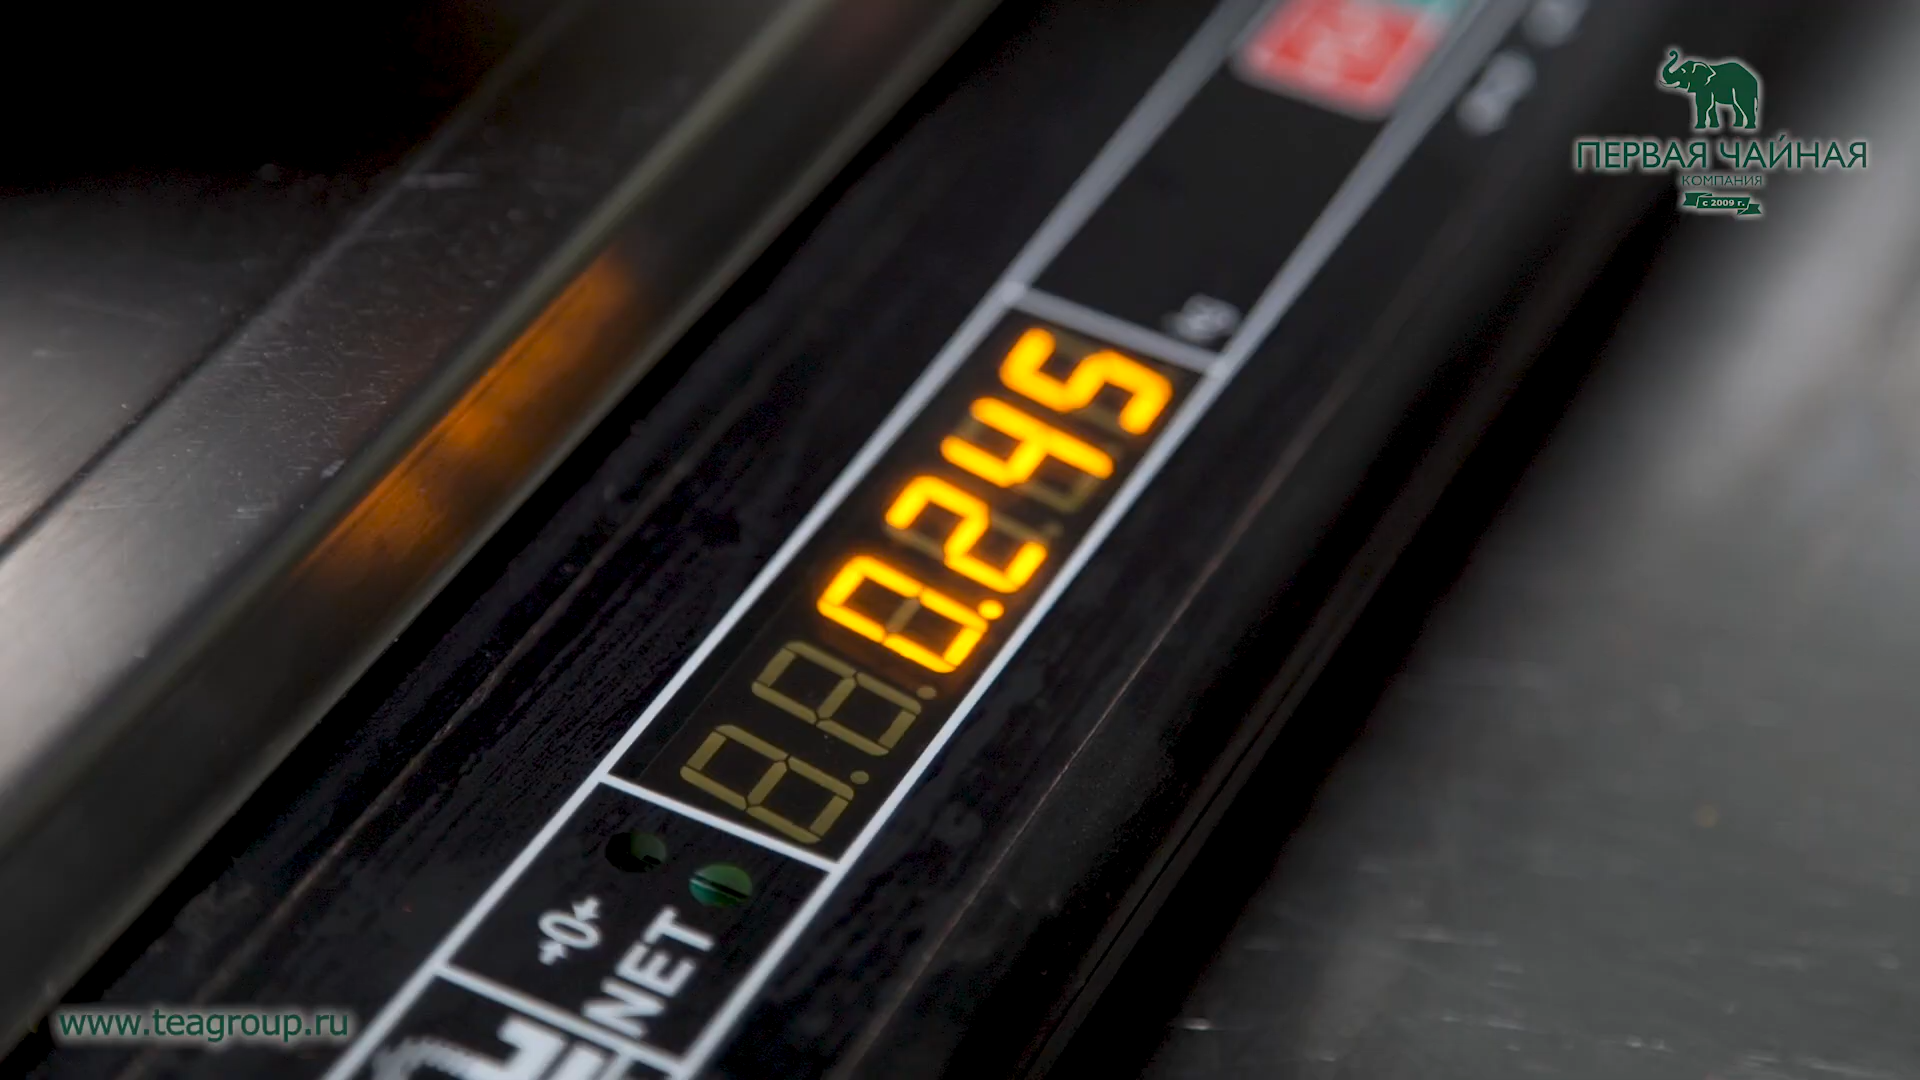 ПЕРВАЯ ЧАЙНАЯ
КОМПАНИЯ
с 2009 г.
0.245
→0←
NET
www.teagroup.ru